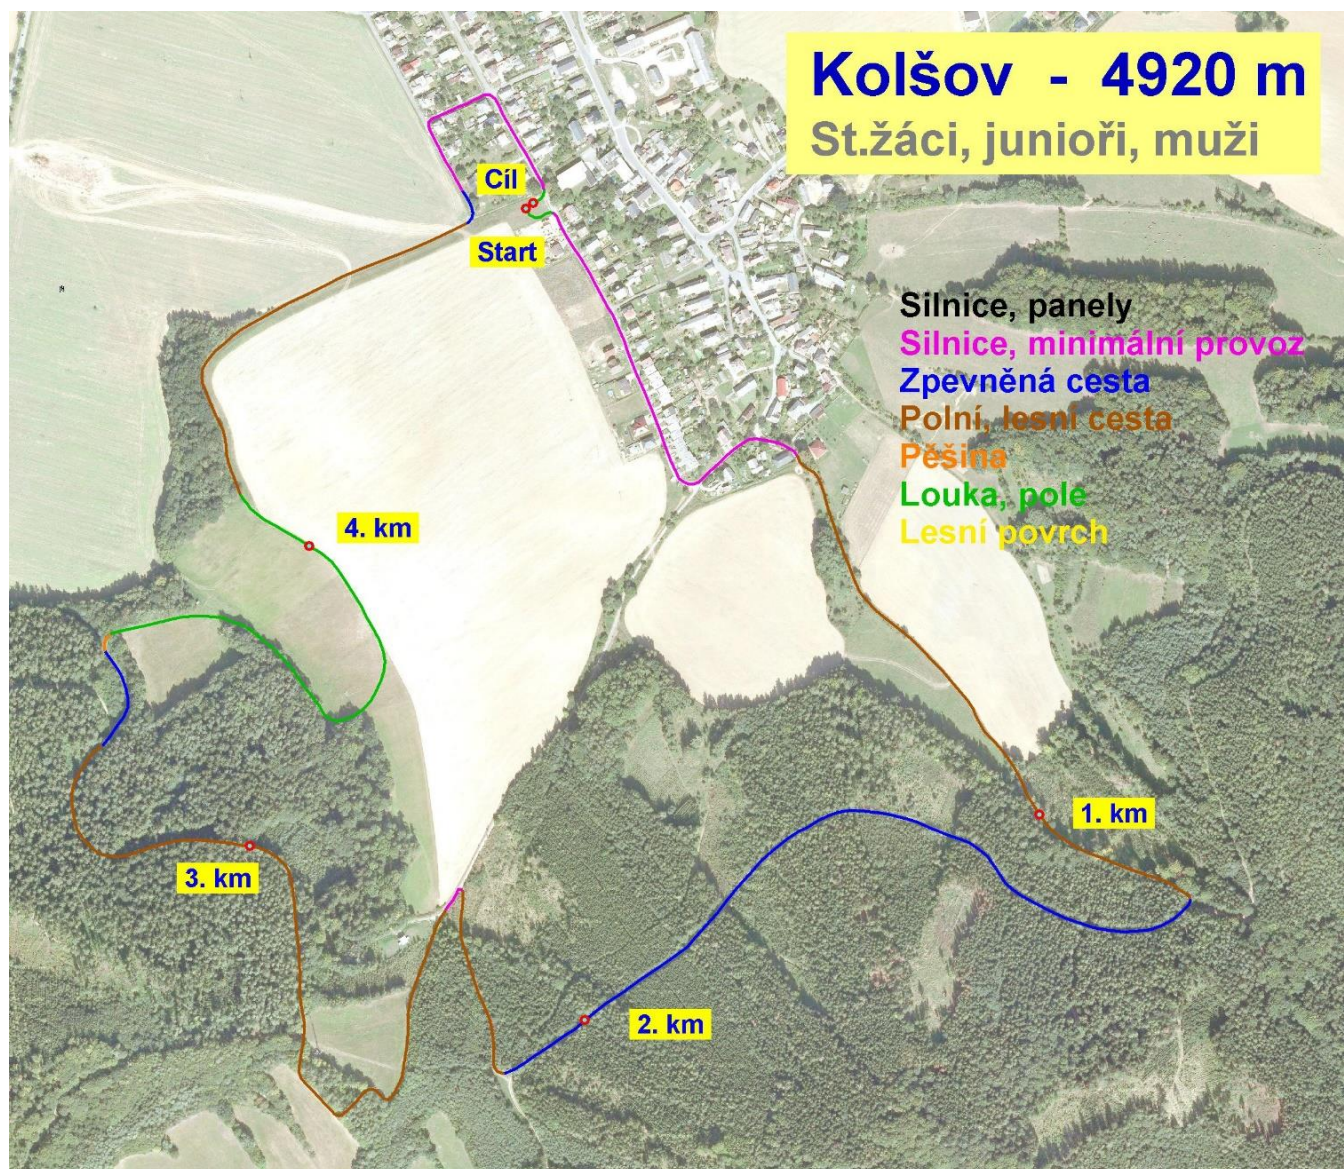 Kolšov - 4920 m
St.žáci, junioři, muži
Cíl
Start
Silnice, panely
Silnice, minimální provoz
Zpevněná cesta
Polní, lesní cesta
Pěšina
Louka, pole
Lesní povrch
4. km
1. km
3. km
2. km